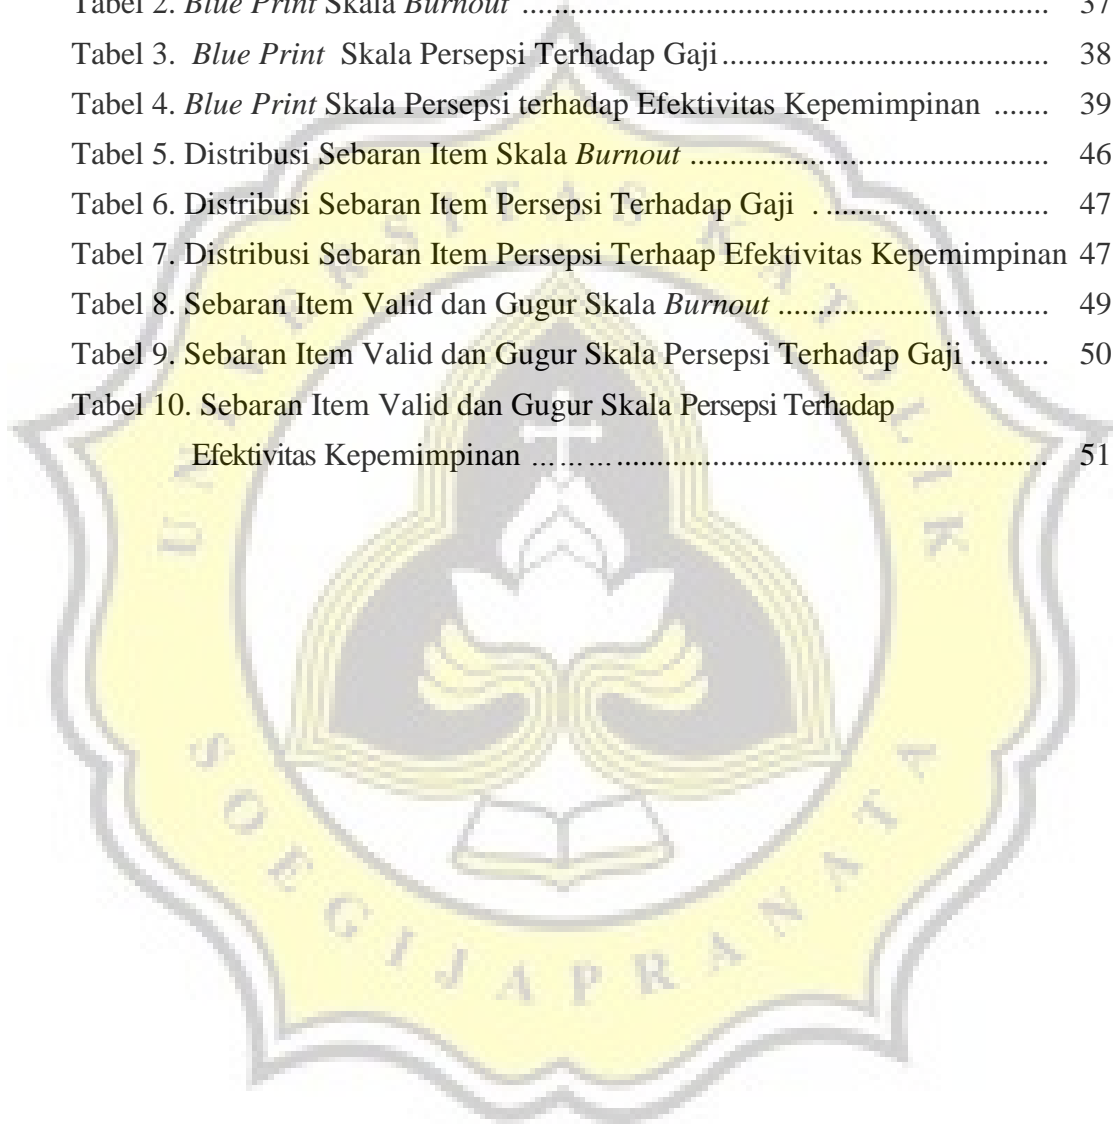 Tabel 2. Blue Print Skala Burnout ........................................................................ 37
Tabel 3.  Blue Print  Skala Persepsi Terhadap Gaji ............................................ 38
Tabel 4. Blue Print Skala Persepsi terhadap Efektivitas Kepemimpinan ....... 39
Tabel 5. Distribusi Sebaran Item Skala Burnout ................................................ 46
Tabel 6. Distribusi Sebaran Item Persepsi Terhadap Gaji  . .............................. 47
Tabel 7. Distribusi Sebaran Item Persepsi Terhaap Efektivitas Kepemimpinan 47
Tabel 8. Sebaran Item Valid dan Gugur Skala Burnout .................................... 49
Tabel 9. Sebaran Item Valid dan Gugur Skala Persepsi Terhadap Gaji .......... 50
Tabel 10. Sebaran Item Valid dan Gugur Skala Persepsi Terhadap
Efektivitas Kepemimpinan ................................................................... 51
UNIVERSITAS KATOLIK
SOEGIJAPRANATA